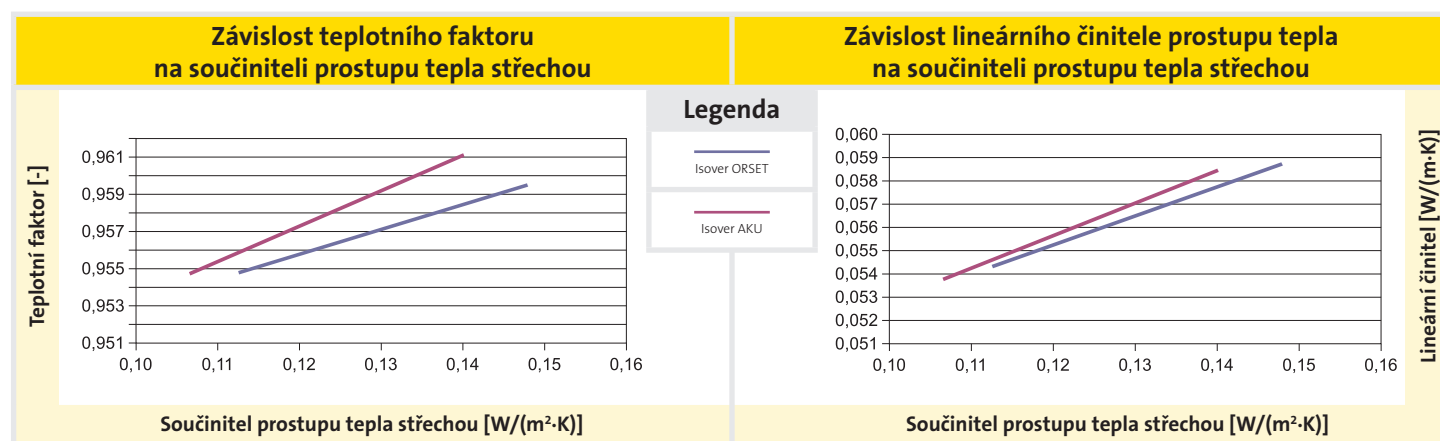 Závislost teplotního faktoru
na součiniteli prostupu tepla střechou
Závislost lineárního činitele prostupu tepla
na součiniteli prostupu tepla střechou
Teplotní faktor [-]
0,961
0,959
0,957
0,955
0,953
0,951
0,10 0,11 0,12 0,13 0,14 0,15 0,16
Součinitel prostupu tepla střechou [W/(m²·K)]
Legenda
Isover ORSET
Isover AKU
0,060
0,059
0,058
0,057
0,056
0,055
0,054
0,053
0,052
0,051
0,10 0,11 0,12 0,13 0,14 0,15 0,16
Lineární činitel [W/(m·K)]
Součinitel prostupu tepla střechou [W/(m²·K)]